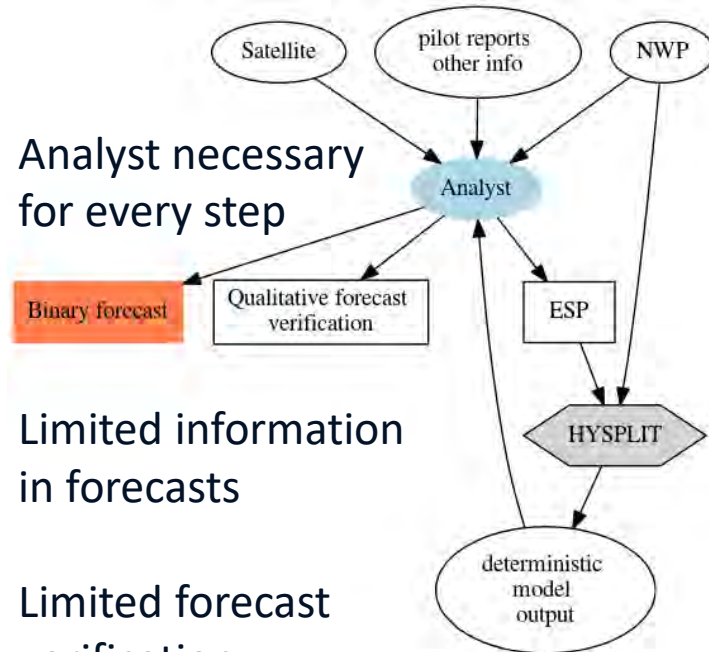 Satellite
pilot reports
other info
NWP
Analyst necessary
for every step
Analyst
Binary forecast
Qualitative forecast
verification
ESP
Limited information
in forecasts
HYSPLIT
deterministic
model
output
Limited forecast